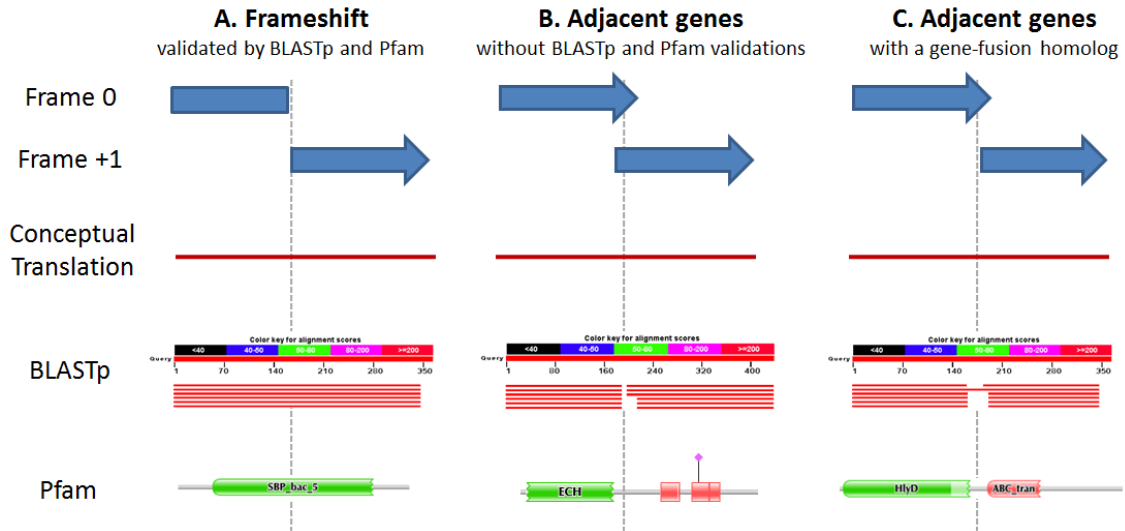 A. Frameshift
validated by BLASTp and Pfam
B. Adjacent genes
without BLASTp and Pfam validations
C. Adjacent genes
with a gene-fusion homolog
Frame 0
Frame +1
Conceptual
Translation
BLASTp
Color key for alignment scores
<40 40-50 50-80 80-200 >=200
Query
1 70 140 210 280 350
Color key for alignment scores
<40 40-50 50-80 80-200 >=200
Query
1 80 160 240 320 400
Color key for alignment scores
<40 40-50 50-80 80-200 >=200
Query
1 70 140 210 280 350
Pfam
SBP_bac_5
ECH
HlyD
ABC_tran